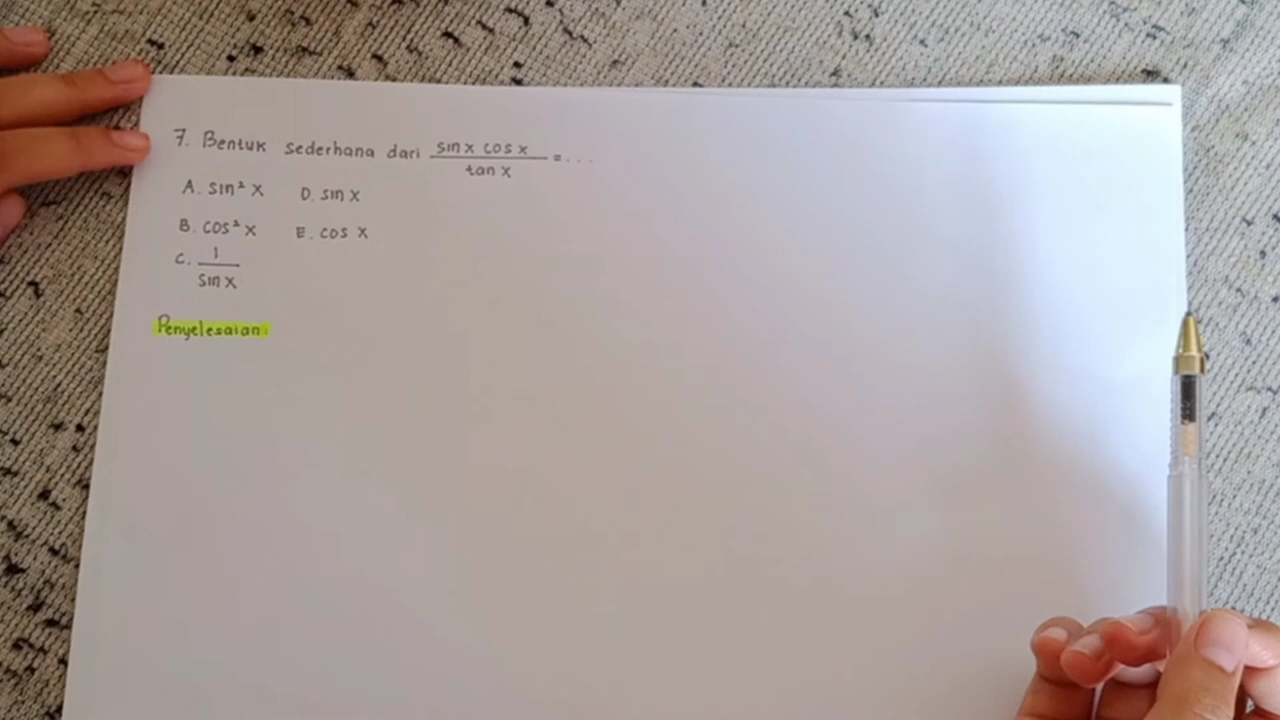 7. Bentuk sederhana dari sin x cos x / tan x = ...
A. sin² x D. sin x
B. cos² x E. cos x
C. 1 / sin x
Penyelesaian: